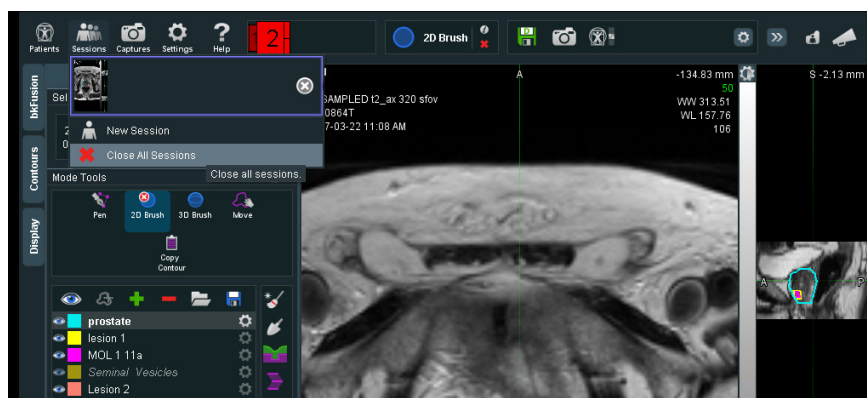 Patients Sessions Captures Settings Help
2
2D Brush
A
-134.83 mm
S -2.13 mm
50
SAMPLED t2_ax 320 sfov
WW 313.51
0864T
WL 157.76
7-03-22 11:08 AM
106
bkFusion
Contours
Display
Sel
New Session
Close All Sessions
Close all sessions.
Mode Tools
Pen
2D Brush
3D Brush
Move
Copy
Contour
prostate
lesion 1
MOL 1 11a
Seminal Vesicles
Lesion 2
A
P